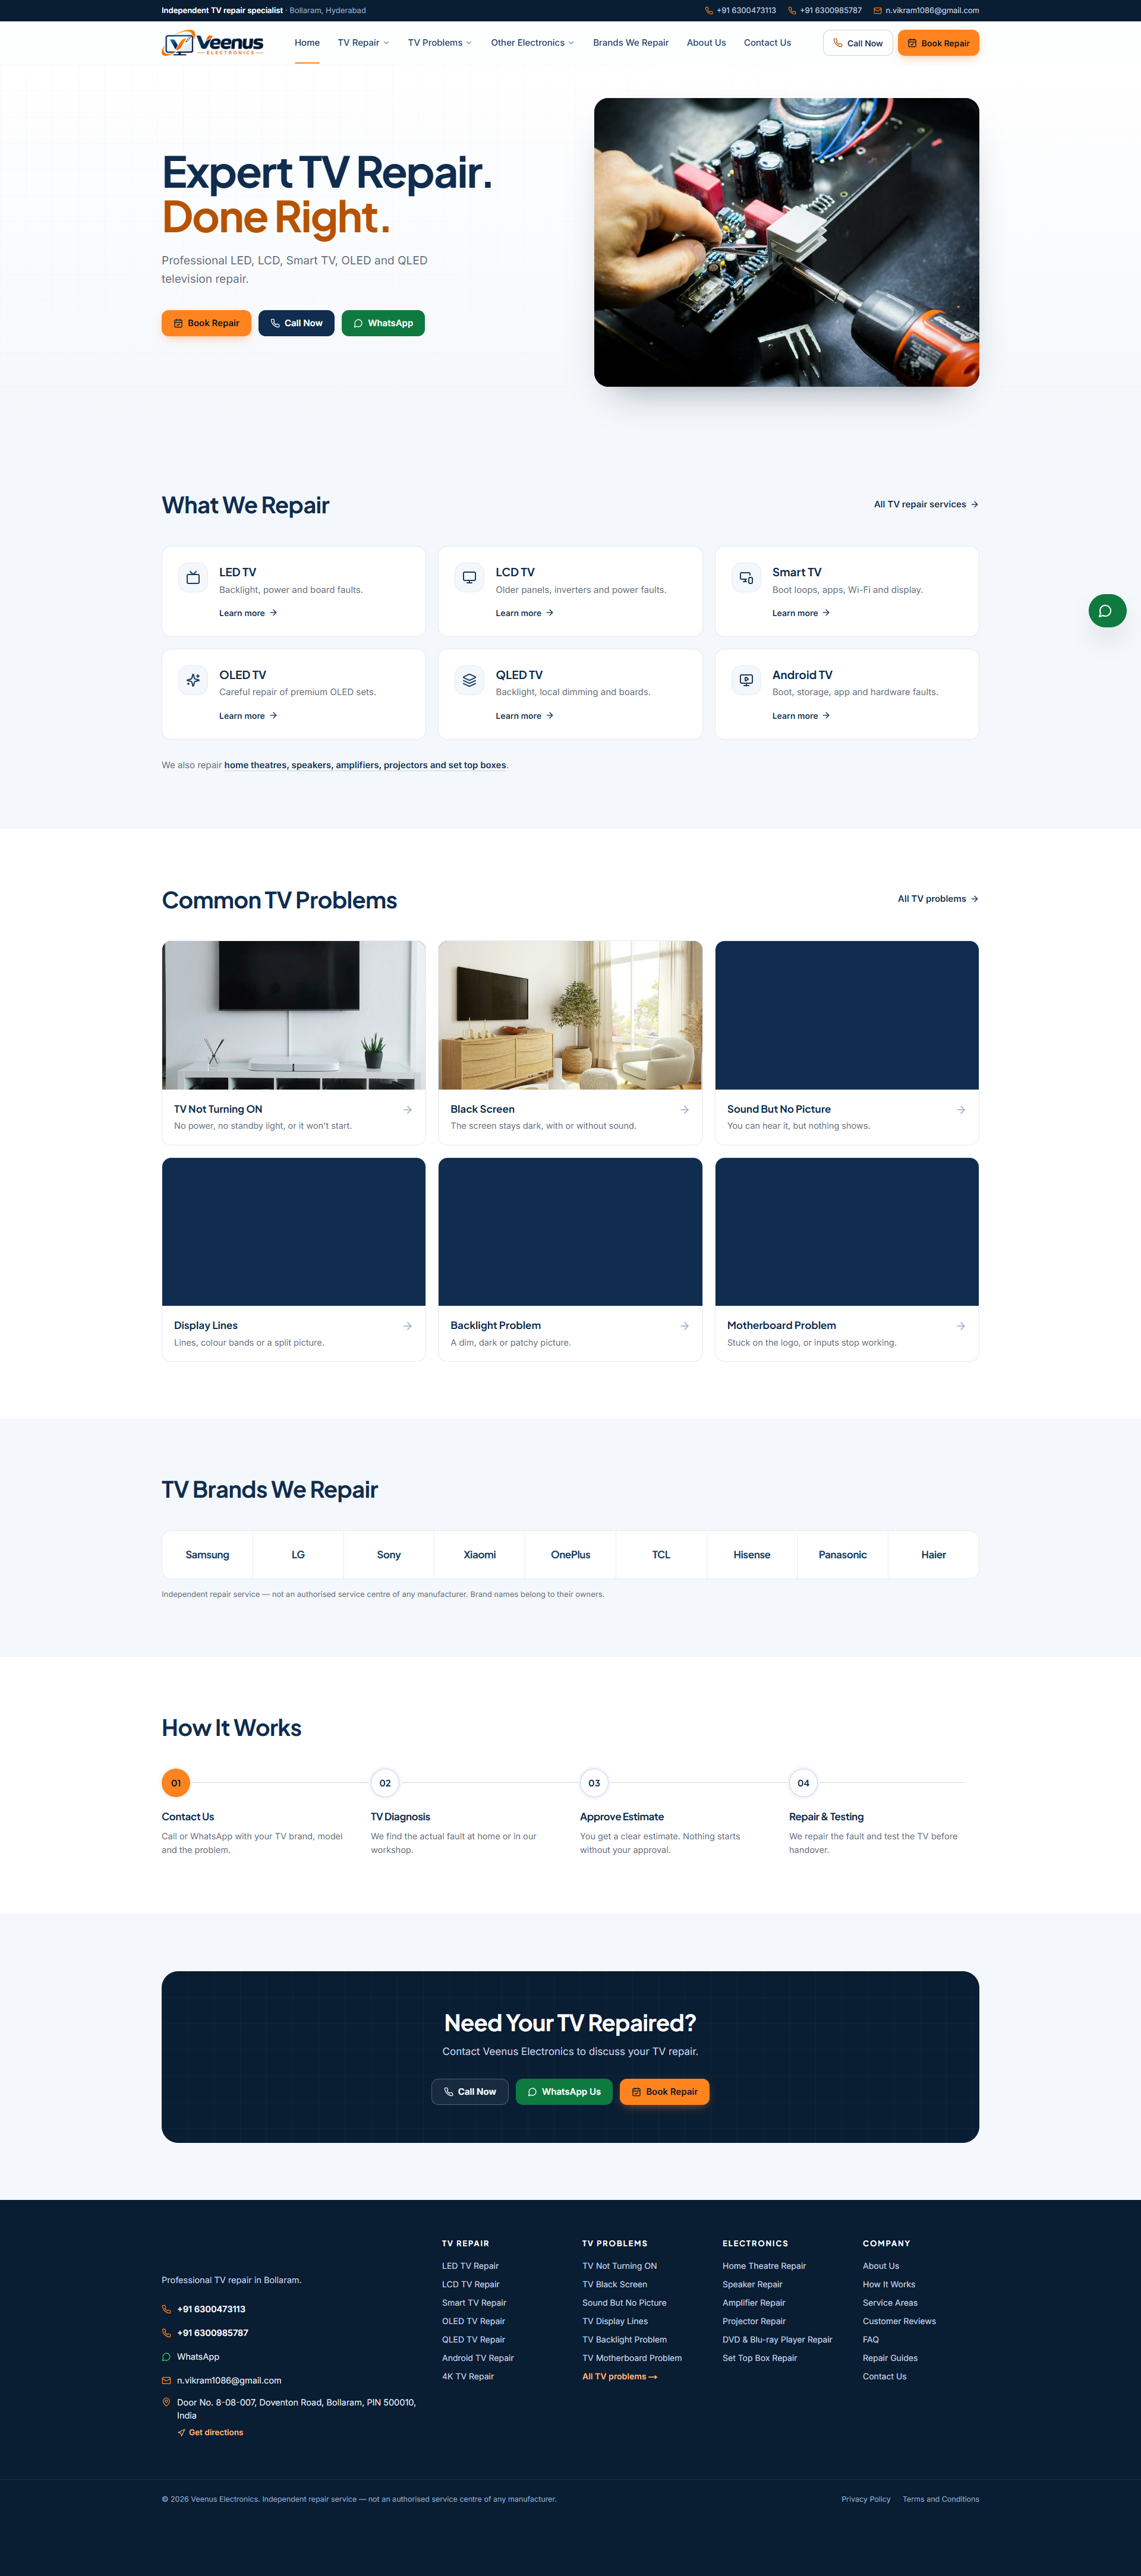 Independent TV repair specialist · Bollaram, Hyderabad
+91 6300473113
+91 6300985787
n.vikram1086@gmail.com
Veenus
ELECTRONICS
Home
TV Repair
TV Problems
Other Electronics
Brands We Repair
About Us
Contact Us
Call Now
Book Repair
Expert TV Repair.
Done Right.
Professional LED, LCD, Smart TV, OLED and QLED
television repair.
Book Repair
Call Now
WhatsApp
What We Repair
All TV repair services →
LED TV
Backlight, power and board faults.
Learn more →
LCD TV
Older panels, inverters and power faults.
Learn more →
Smart TV
Boot loops, apps, Wi-Fi and display.
Learn more →
OLED TV
Careful repair of premium OLED sets.
Learn more →
QLED TV
Backlight, local dimming and boards.
Learn more →
Android TV
Boot, storage, app and hardware faults.
Learn more →
We also repair home theatres, speakers, amplifiers, projectors and set top boxes.
Common TV Problems
All TV problems →
TV Not Turning ON
No power, no standby light, or it won't start.
Black Screen
The screen stays dark, with or without sound.
Sound But No Picture
You can hear it, but nothing shows.
Display Lines
Lines, colour bands or a split picture.
Backlight Problem
A dim, dark or patchy picture.
Motherboard Problem
Stuck on the logo, or inputs stop working.
TV Brands We Repair
Samsung
LG
Sony
Xiaomi
OnePlus
TCL
Hisense
Panasonic
Haier
Independent repair service — not an authorised service centre of any manufacturer. Brand names belong to their owners.
How It Works
01
Contact Us
Call or WhatsApp with your TV brand, model
and the problem.
02
TV Diagnosis
We find the actual fault at home or in our
workshop.
03
Approve Estimate
You get a clear estimate. Nothing starts
without your approval.
04
Repair & Testing
We repair the fault and test the TV before
handover.
Need Your TV Repaired?
Contact Veenus Electronics to discuss your TV repair.
Call Now
WhatsApp Us
Book Repair
Professional TV repair in Bollaram.
+91 6300473113
+91 6300985787
WhatsApp
n.vikram1086@gmail.com
Door No. 8-08-007, Doventon Road, Bollaram, PIN 500010,
India
Get directions
TV REPAIR
LED TV Repair
LCD TV Repair
Smart TV Repair
OLED TV Repair
QLED TV Repair
Android TV Repair
4K TV Repair
TV PROBLEMS
TV Not Turning ON
TV Black Screen
Sound But No Picture
TV Display Lines
TV Backlight Problem
TV Motherboard Problem
All TV problems →
ELECTRONICS
Home Theatre Repair
Speaker Repair
Amplifier Repair
Projector Repair
DVD & Blu-ray Player Repair
Set Top Box Repair
COMPANY
About Us
How It Works
Service Areas
Customer Reviews
FAQ
Repair Guides
Contact Us
© 2026 Veenus Electronics. Independent repair service — not an authorised service centre of any manufacturer.
Privacy Policy
Terms and Conditions